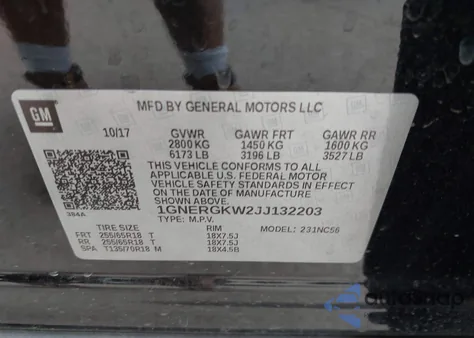 GM
MFD BY GENERAL MOTORS LLC
10/17 GVWR GAWR FRT GAWR RR
2800 KG 1450 KG 1600 KG
6173 LB 3196 LB 3527 LB
THIS VEHICLE CONFORMS TO ALL
APPLICABLE U.S. FEDERAL MOTOR
VEHICLE SAFETY STANDARDS IN EFFECT
ON THE DATE OF MANUFACTURE SHOWN ABOVE.
1GNERGKW2JJ132203
384A TYPE: M.P.V. MODEL: 231NC56
TIRE SIZE RIM
FRT 255/65R18 T 18X7.5J
RR 255/65R18 T 18X7.5J
SPA T135/70R18 M 18X4.5B